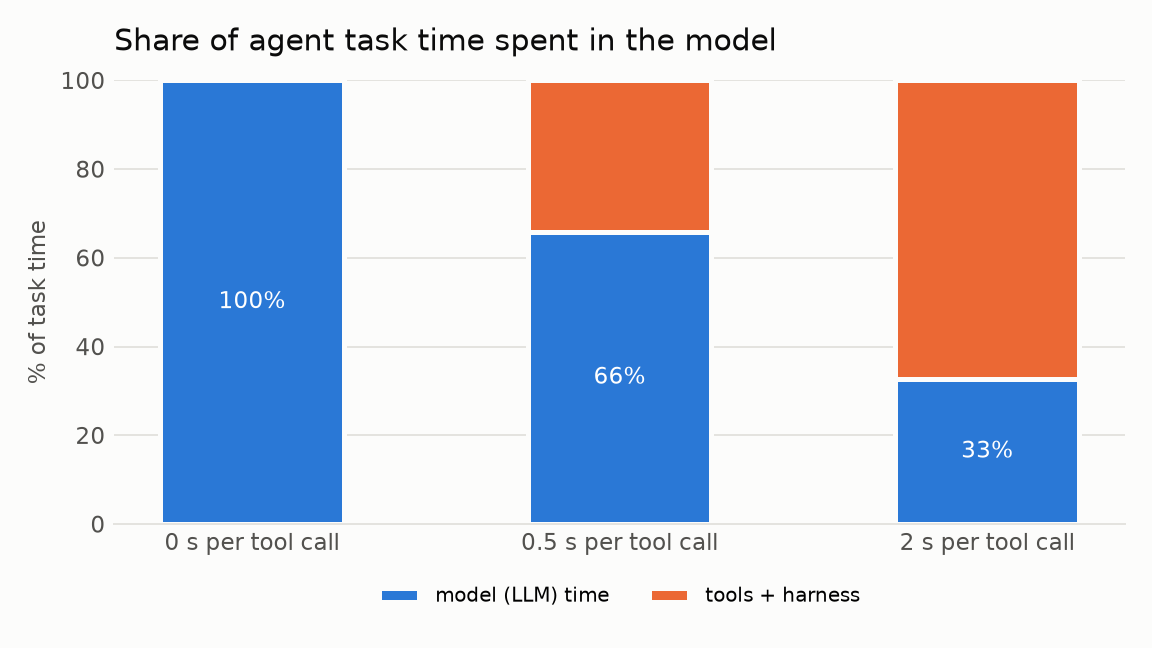 Share of agent task time spent in the model
% of task time
100
80
60
40
20
0
100%
66%
33%
0 s per tool call
0.5 s per tool call
2 s per tool call
model (LLM) time
tools + harness